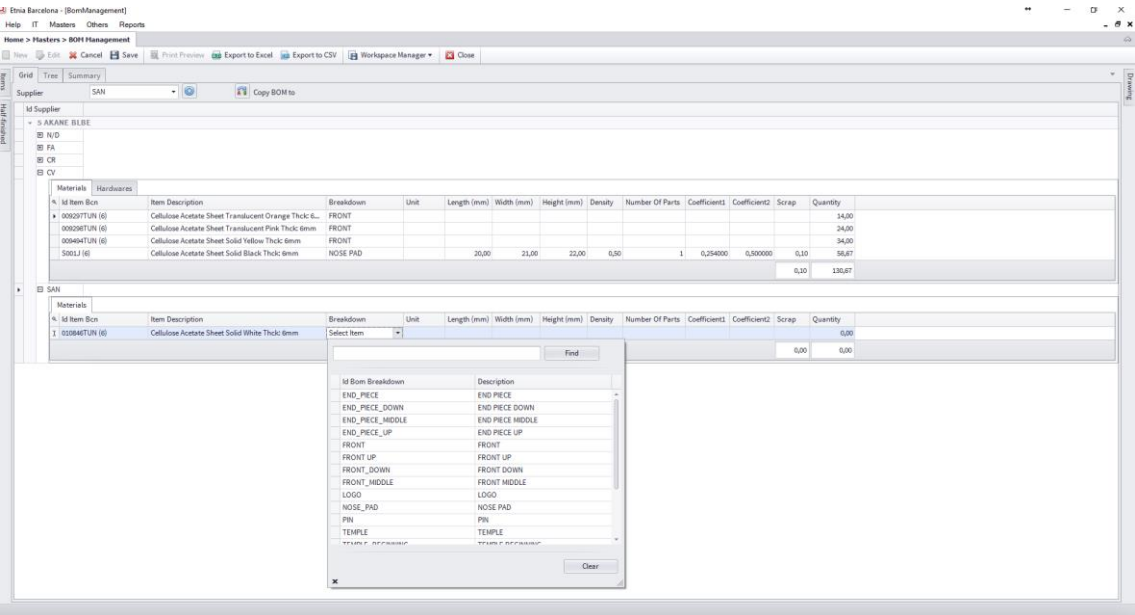 Etnia Barcelona - [BomManagement]
Help IT Masters Others Reports
Home > Masters > BOM Management
New Edit Cancel Save Print Preview Export to Excel Export to CSV Workspace Manager Close
Items
Half-finished
Drawing
Grid Tree Summary
Supplier SAN Copy BOM to
Id Supplier
5 AKANE BLBE
N/D
FA
CR
CV
Materials Hardwares
Id Item Bcn Item Description Breakdown Unit Length (mm) Width (mm) Height (mm) Density Number Of Parts Coefficient1 Coefficient2 Scrap Quantity
009297TUN (6) Cellulose Acetate Sheet Translucent Orange Thck: 6... FRONT 14,00
009298TUN (6) Cellulose Acetate Sheet Translucent Pink Thck: 6mm FRONT 24,00
009494TUN (6) Cellulose Acetate Sheet Solid Yellow Thck: 6mm FRONT 34,00
S001J (6) Cellulose Acetate Sheet Solid Black Thck: 6mm NOSE PAD 20,00 21,00 22,00 0,50 1 0,254000 0,500000 0,10 58,67
0,10 130,67
SAN
Materials
Id Item Bcn Item Description Breakdown Unit Length (mm) Width (mm) Height (mm) Density Number Of Parts Coefficient1 Coefficient2 Scrap Quantity
010846TUN (6) Cellulose Acetate Sheet Solid White Thck: 6mm Select Item 0,00
0,00 0,00
Find
Id Bom Breakdown Description
END_PIECE END PIECE
END_PIECE_DOWN END PIECE DOWN
END_PIECE_MIDDLE END PIECE MIDDLE
END_PIECE_UP END PIECE UP
FRONT FRONT
FRONT UP FRONT UP
FRONT_DOWN FRONT DOWN
FRONT_MIDDLE FRONT MIDDLE
LOGO LOGO
NOSE_PAD NOSE PAD
PIN PIN
TEMPLE TEMPLE
TEMPLE_BEGINNING TEMPLE BEGINNING
Clear